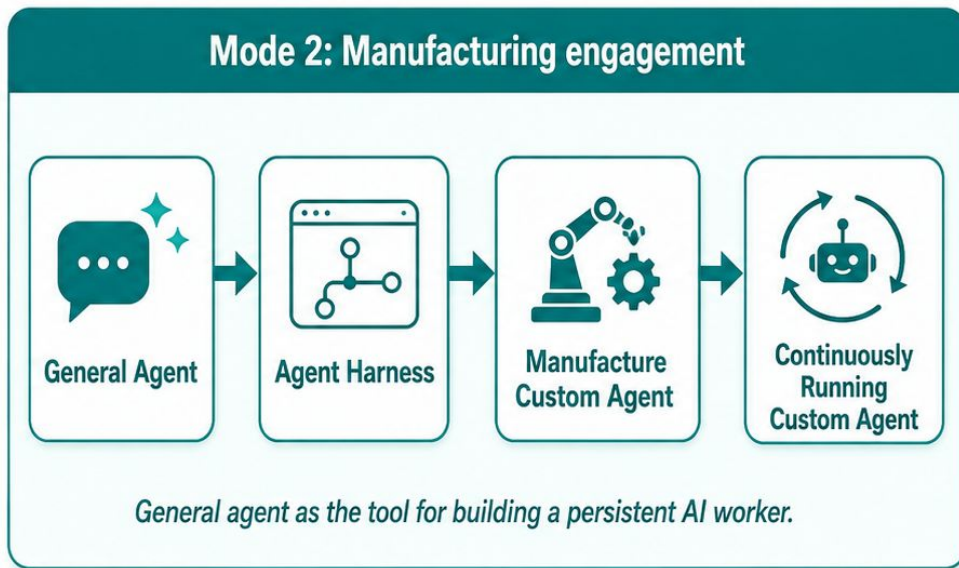 Mode 2: Manufacturing engagement
General Agent
Agent Harness
Manufacture
Custom Agent
Continuously
Running
Custom Agent
General agent as the tool for building a persistent AI worker.